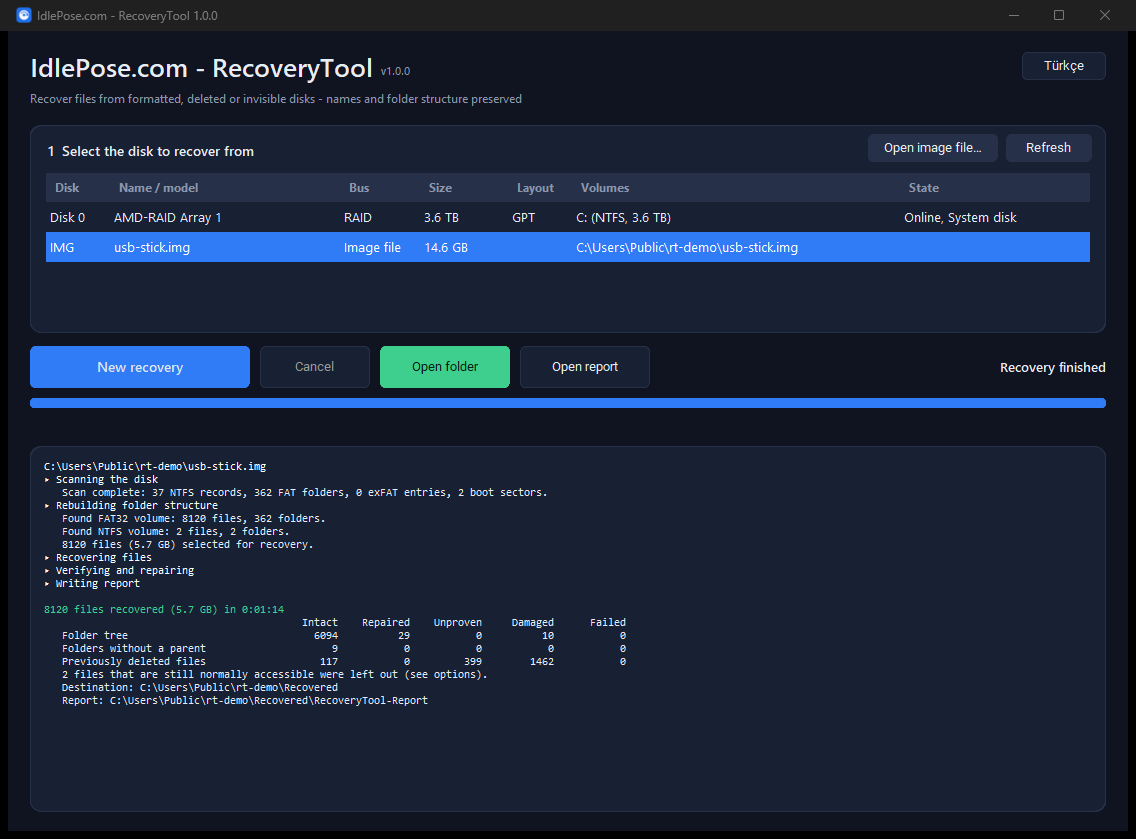 IdlePose.com - RecoveryTool 1.0.0
IdlePose.com - RecoveryTool v1.0.0
Türkçe
Recover files from formatted, deleted or invisible disks - names and folder structure preserved
1 Select the disk to recover from
Open image file...
Refresh
Disk Name / model Bus Size Layout Volumes State
Disk 0 AMD-RAID Array 1 RAID 3.6 TB GPT C: (NTFS, 3.6 TB) Online, System disk
IMG usb-stick.img Image file 14.6 GB C:\Users\Public\rt-demo\usb-stick.img
New recovery
Cancel
Open folder
Open report
Recovery finished
C:\Users\Public\rt-demo\usb-stick.img
▸ Scanning the disk
Scan complete: 37 NTFS records, 362 FAT folders, 0 exFAT entries, 2 boot sectors.
▸ Rebuilding folder structure
Found FAT32 volume: 8120 files, 362 folders.
Found NTFS volume: 2 files, 2 folders.
8120 files (5.7 GB) selected for recovery.
▸ Recovering files
▸ Verifying and repairing
▸ Writing report
8120 files recovered (5.7 GB) in 0:01:14
Intact Repaired Unproven Damaged Failed
Folder tree 6094 29 0 10 0
Folders without a parent 9 0 0 0 0
Previously deleted files 117 0 399 1462 0
2 files that are still normally accessible were left out (see options).
Destination: C:\Users\Public\rt-demo\Recovered
Report: C:\Users\Public\rt-demo\Recovered\RecoveryTool-Report